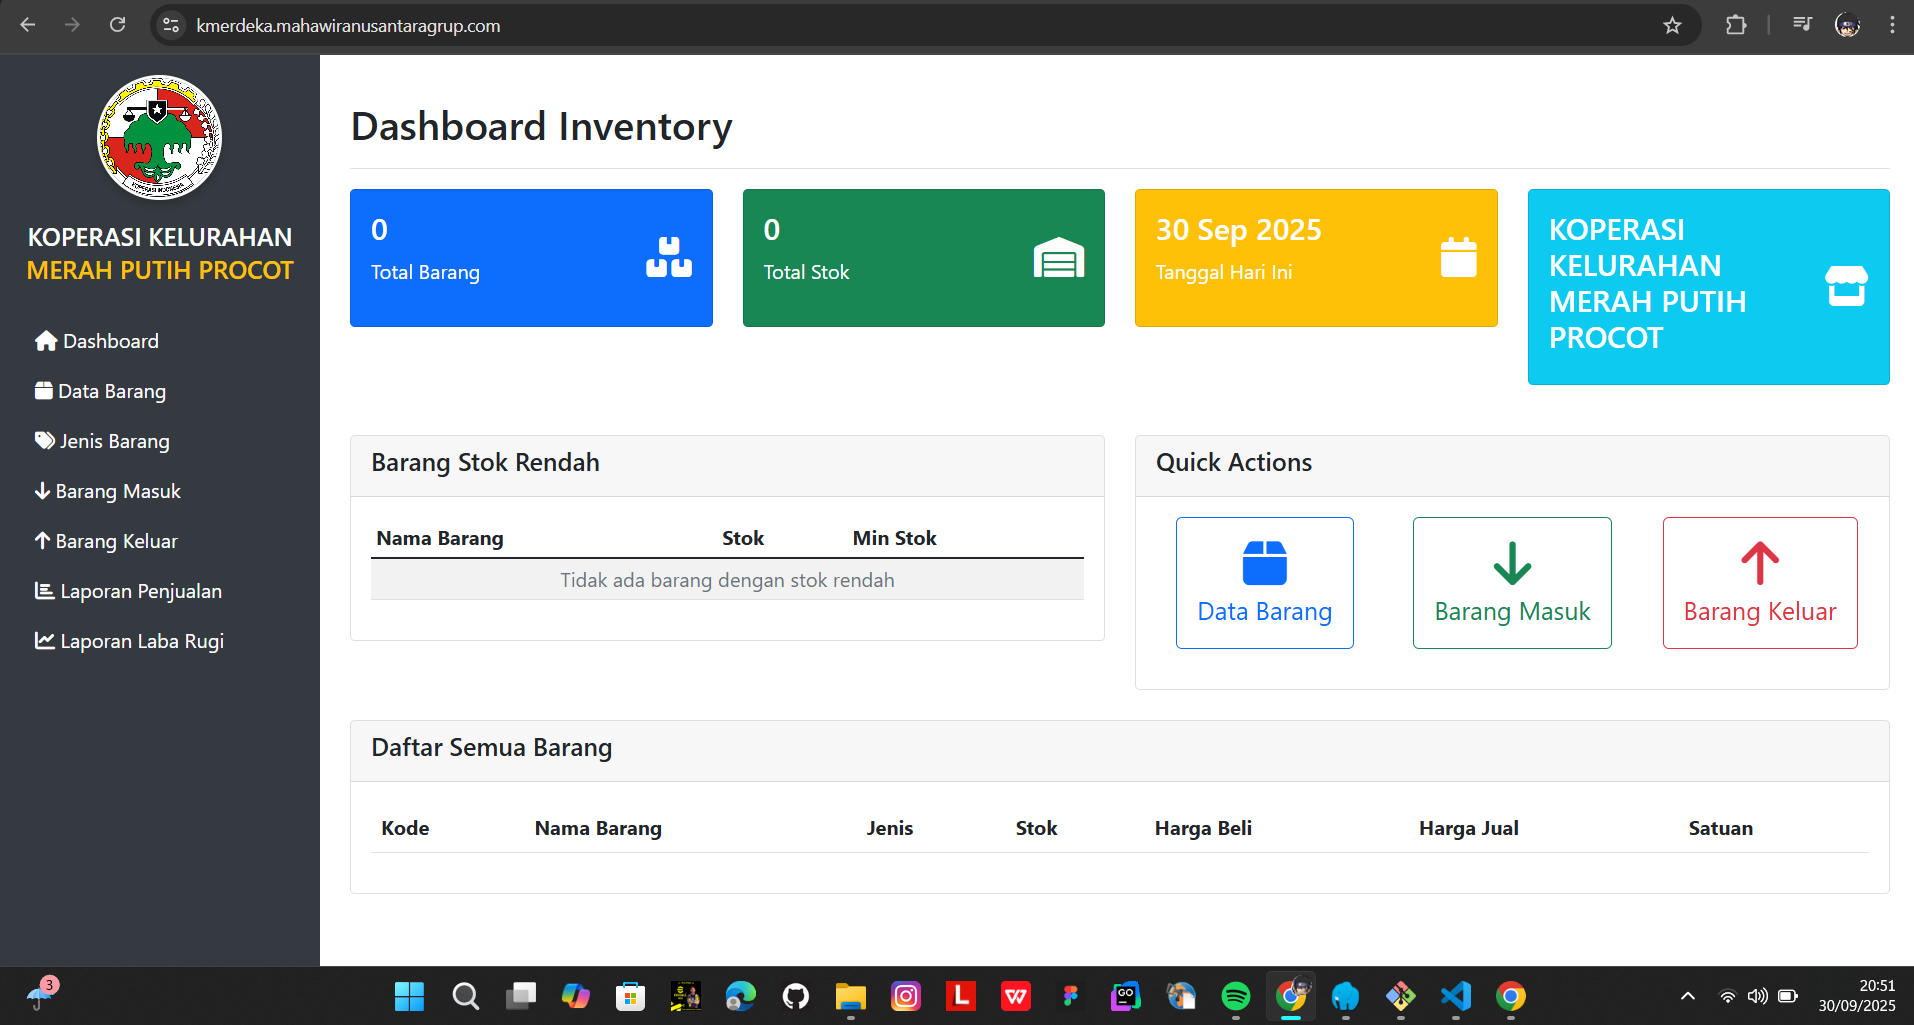 kmerdeka.mahawiranusantaragrup.com
KOPERASI INDONESIA
KOPERASI KELURAHAN
MERAH PUTIH PROCOT
Dashboard
Data Barang
Jenis Barang
Barang Masuk
Barang Keluar
Laporan Penjualan
Laporan Laba Rugi
Dashboard Inventory
0
Total Barang
0
Total Stok
30 Sep 2025
Tanggal Hari Ini
KOPERASI
KELURAHAN
MERAH PUTIH
PROCOT
Barang Stok Rendah
Nama Barang Stok Min Stok
Tidak ada barang dengan stok rendah
Quick Actions
Data Barang
Barang Masuk
Barang Keluar
Daftar Semua Barang
Kode Nama Barang Jenis Stok Harga Beli Harga Jual Satuan
3
L
W
GO
20:51
30/09/2025